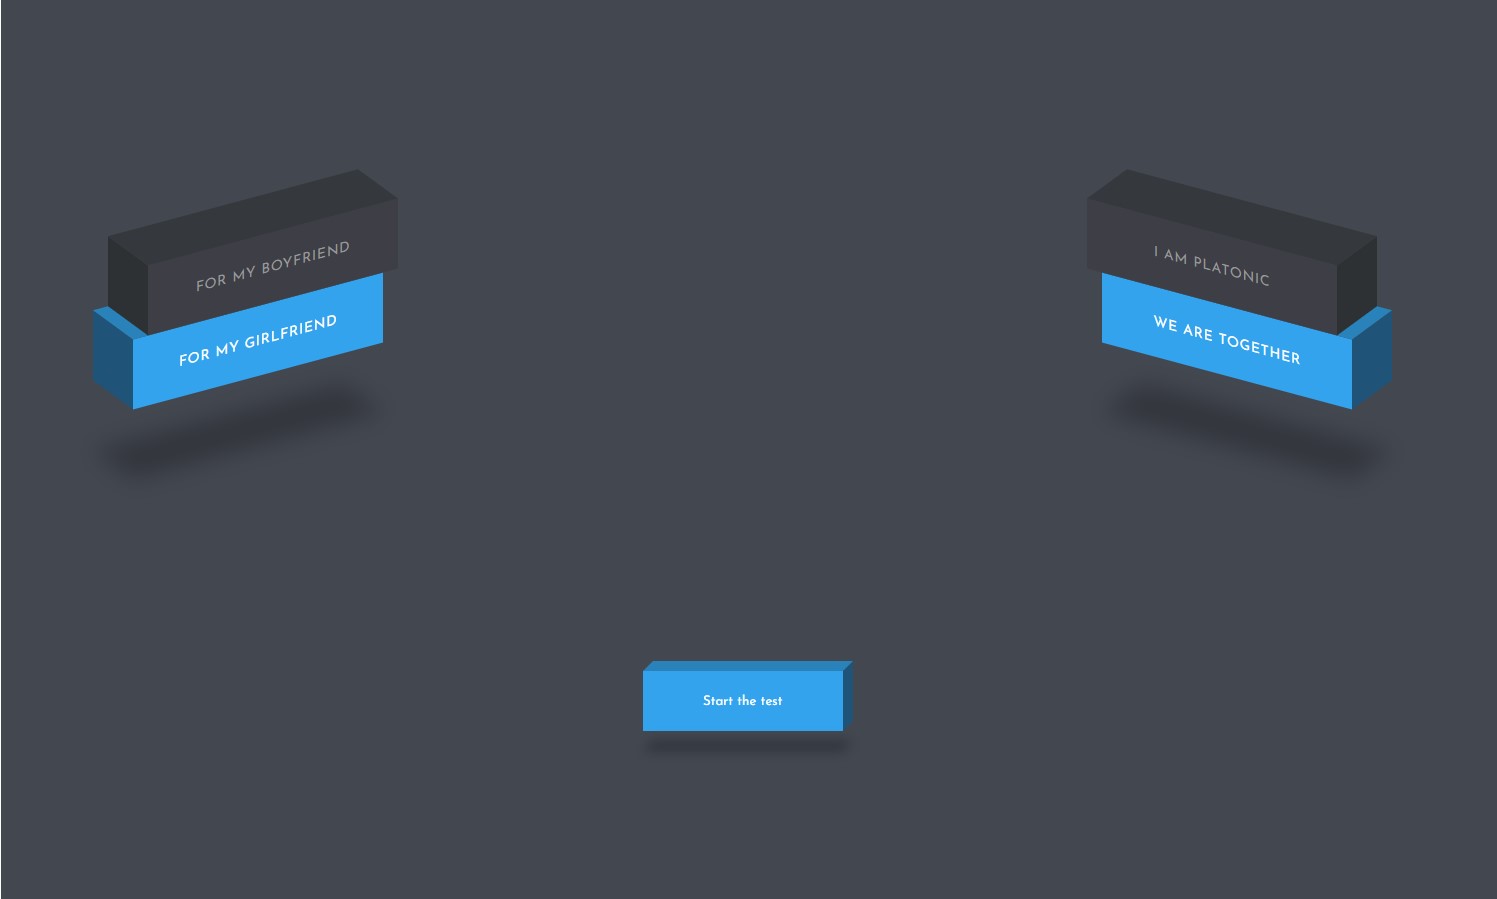 FOR MY BOYFRIEND
FOR MY GIRLFRIEND
I AM PLATONIC
WE ARE TOGETHER
Start the test